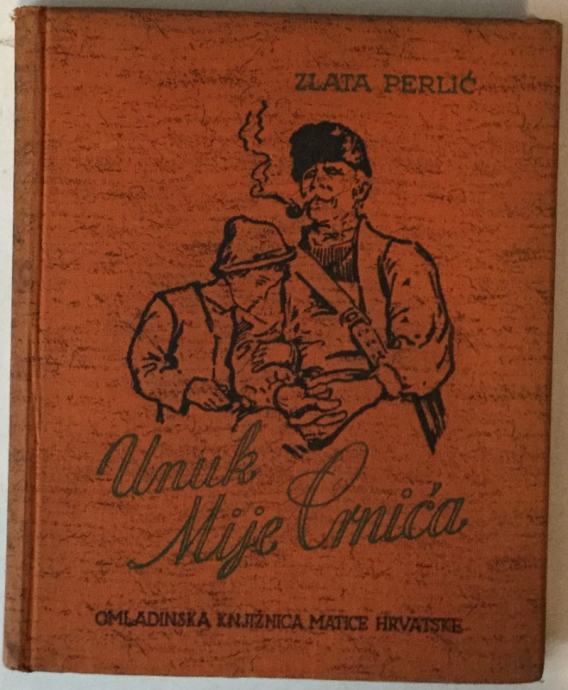 ZLATA PERLIĆ
Unuk
Mije Crnića
OMLADINSKA KNJIŽNICA MATICE HRVATSKE